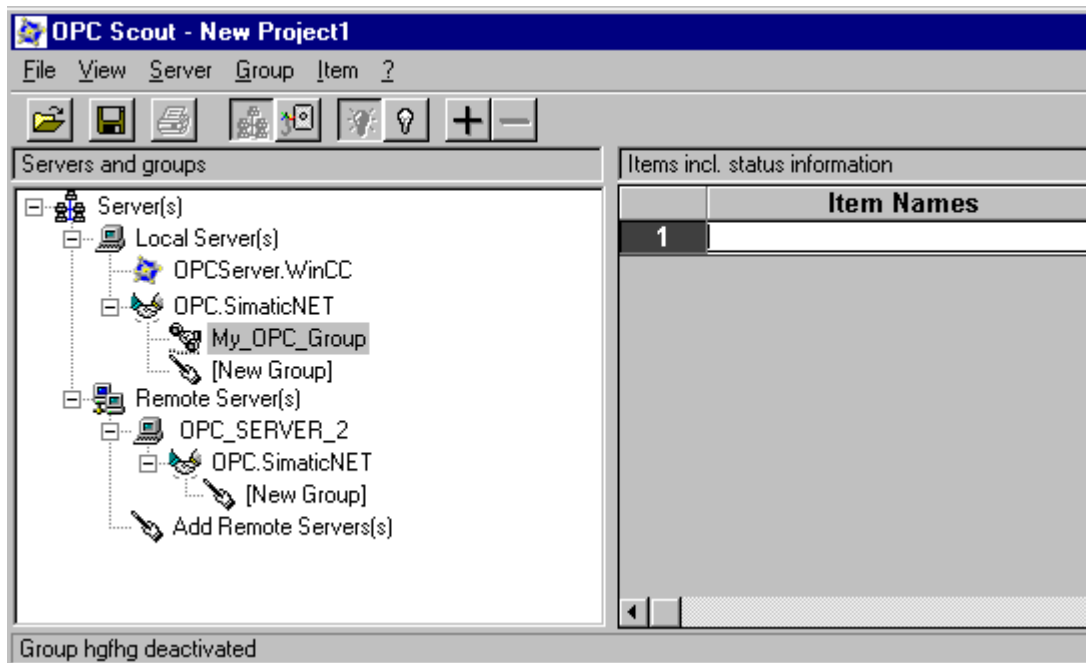 OPC Scout - New Project1
File View Server Group Item ?
Servers and groups
Items incl. status information
Server(s)
Local Server(s)
OPCServer.WinCC
OPC.SimaticNET
My_OPC_Group
[New Group]
Remote Server(s)
OPC_SERVER_2
OPC.SimaticNET
[New Group]
Add Remote Servers(s)
Item Names
1
Group hgfhg deactivated